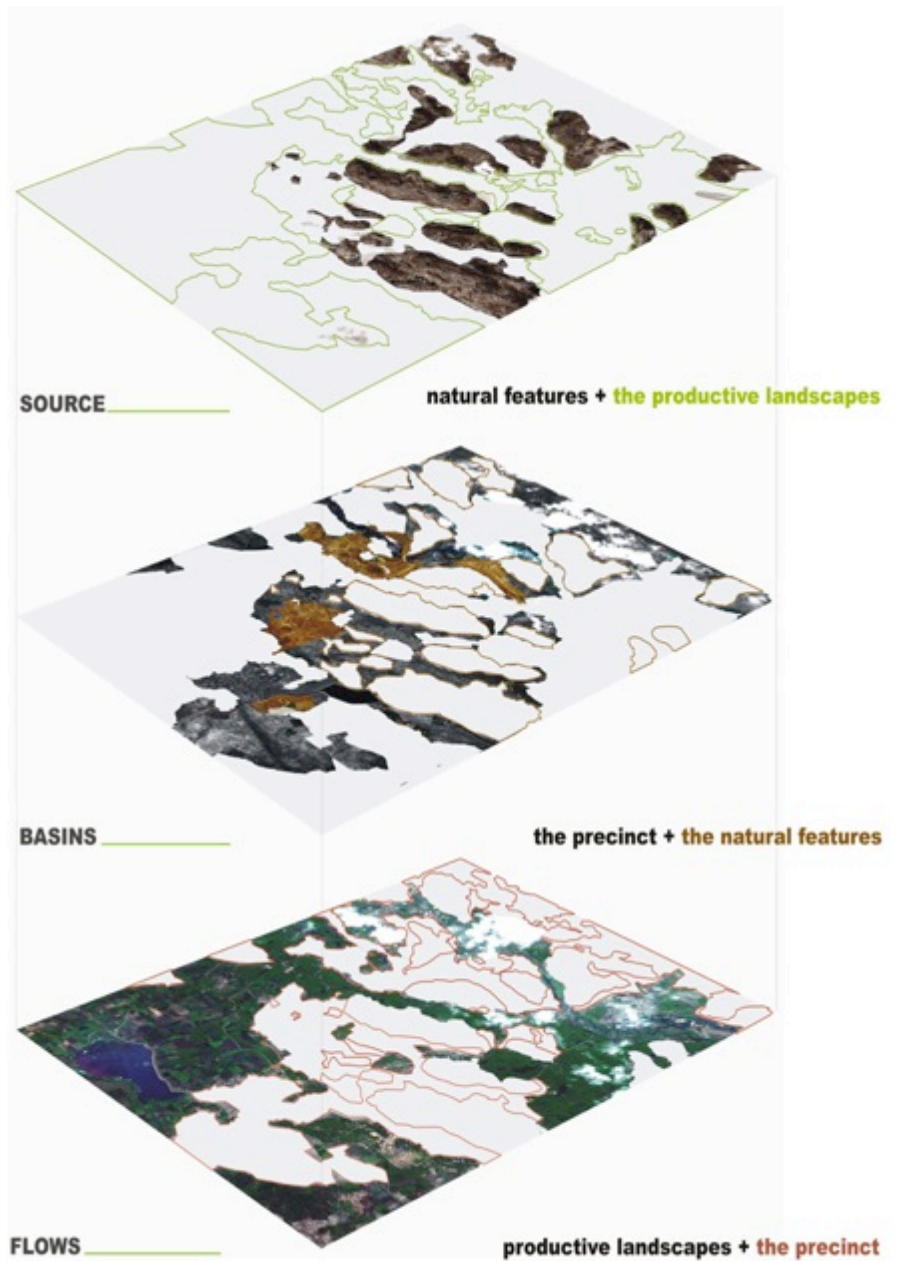 SOURCE
natural features + the productive landscapes
BASINS
the precinct + the natural features
FLOWS
productive landscapes + the precinct